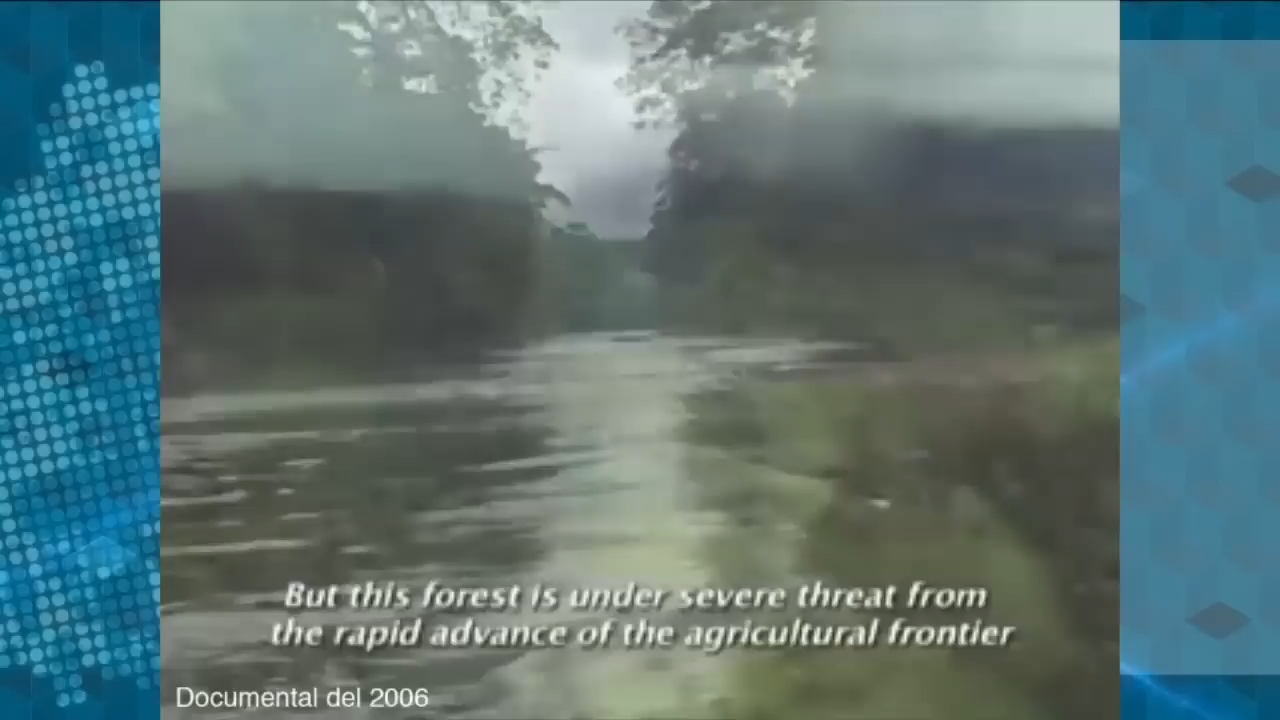 But this forest is under severe threat from
the rapid advance of the agricultural frontier
Documental del 2006